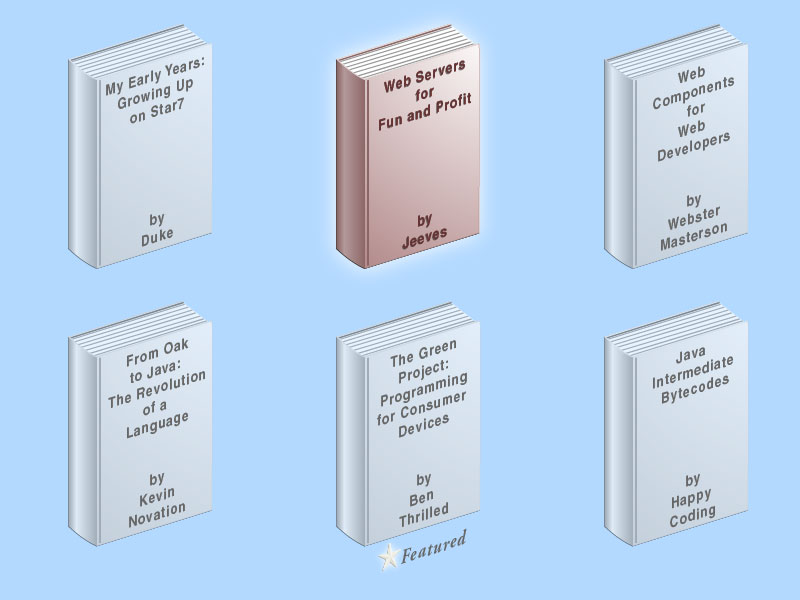 My Early Years:
Growing Up
on Star7
by
Duke
Web Servers
for
Fun and Profit
by
Jeeves
Web
Components
for
Web
Developers
by
Webster
Masterson
From Oak
to Java:
The Revolution
of a
Language
by
Kevin
Novation
The Green
Project:
Programming
for Consumer
Devices
by
Ben
Thrilled
Featured
Java
Intermediate
Bytecodes
by
Happy
Coding